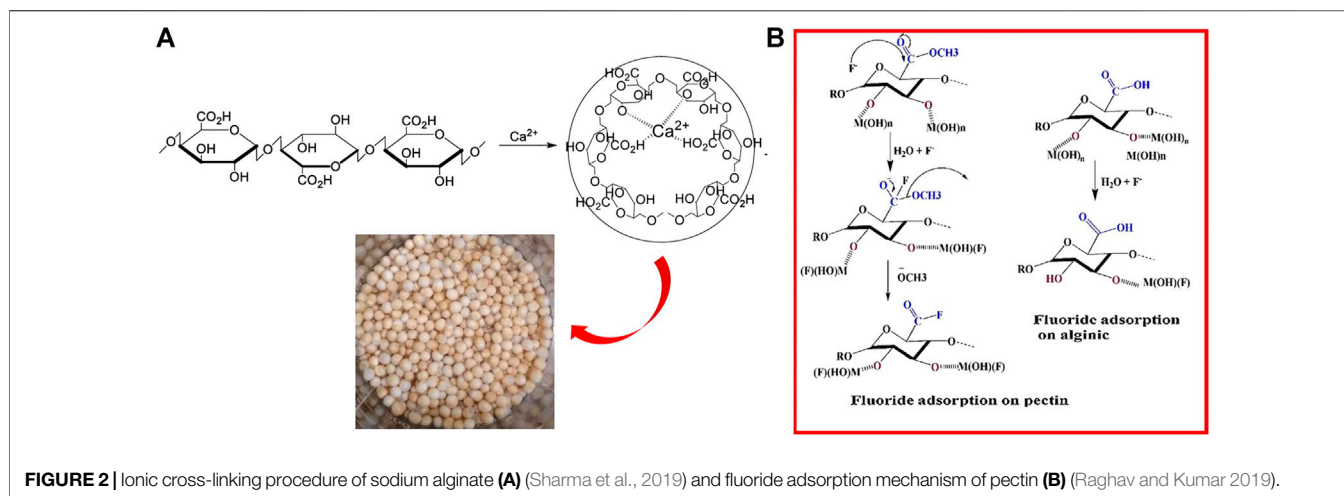 A
B
CO₂H
CO₂H
O
O
OH
HO
HO
O
O
OH
OH
CO₂H
O
HO
OH
O
Ca²⁺
HO₂C
CO₂H
OH
Ca²⁺
HO₂C
CO₂H
OH
OH
O
C
OCH3
F⁻
O
RO
O
O
M(OH)n
M(OH)n
H₂O + F⁻
O
C
F
OCH3
O
RO
O
O
M(OH)(F)
(F)(HO)M
⁻OCH3
O
C
F
O
RO
O
O
M(OH)(F)
(F)(HO)M
Fluoride adsorption on pectin
O
C
OH
O
RO
O
O
M(OH)ₙ
M(OH)ₙ
M(OH)ₙ
H₂O + F⁻
O
C
OH
O
RO
HO
O
M(OH)(F)
Fluoride adsorption
on alginic
FIGURE 2 | Ionic cross-linking procedure of sodium alginate (A) (Sharma et al., 2019) and fluoride adsorption mechanism of pectin (B) (Raghav and Kumar 2019).